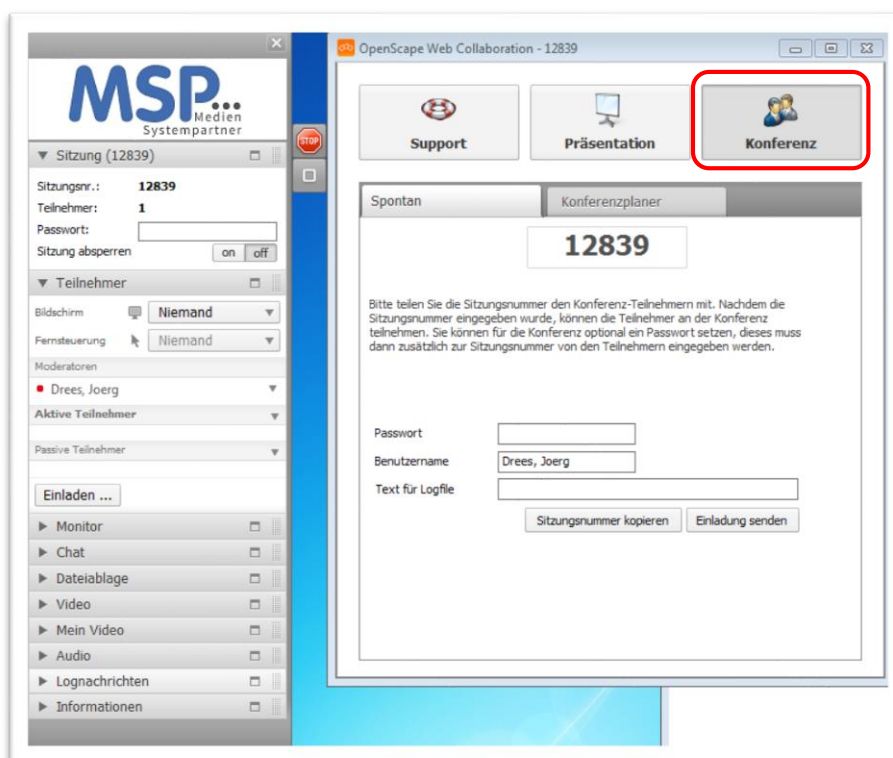 MSP...
Medien
Systempartner
Sitzung (12839)
Sitzungsnr.: 12839
Teilnehmer: 1
Passwort:
Sitzung absperren on off
Teilnehmer
Bildschirm Niemand
Fernsteuerung Niemand
Moderatoren
Drees, Joerg
Aktive Teilnehmer
Passive Teilnehmer
Einladen ...
Monitor
Chat
Dateiablage
Video
Mein Video
Audio
Lognachrichten
Informationen
STOP
OpenScape Web Collaboration - 12839
Support Präsentation Konferenz
Spontan Konferenzplaner
12839
Bitte teilen Sie die Sitzungsnummer den Konferenz-Teilnehmern mit. Nachdem die
Sitzungsnummer eingegeben wurde, können die Teilnehmer an der Konferenz
teilnehmen. Sie können für die Konferenz optional ein Passwort setzen, dieses muss
dann zusätzlich zur Sitzungsnummer von den Teilnehmern eingegeben werden.
Passwort
Benutzername Drees, Joerg
Text für Logfile
Sitzungsnummer kopieren Einladung senden